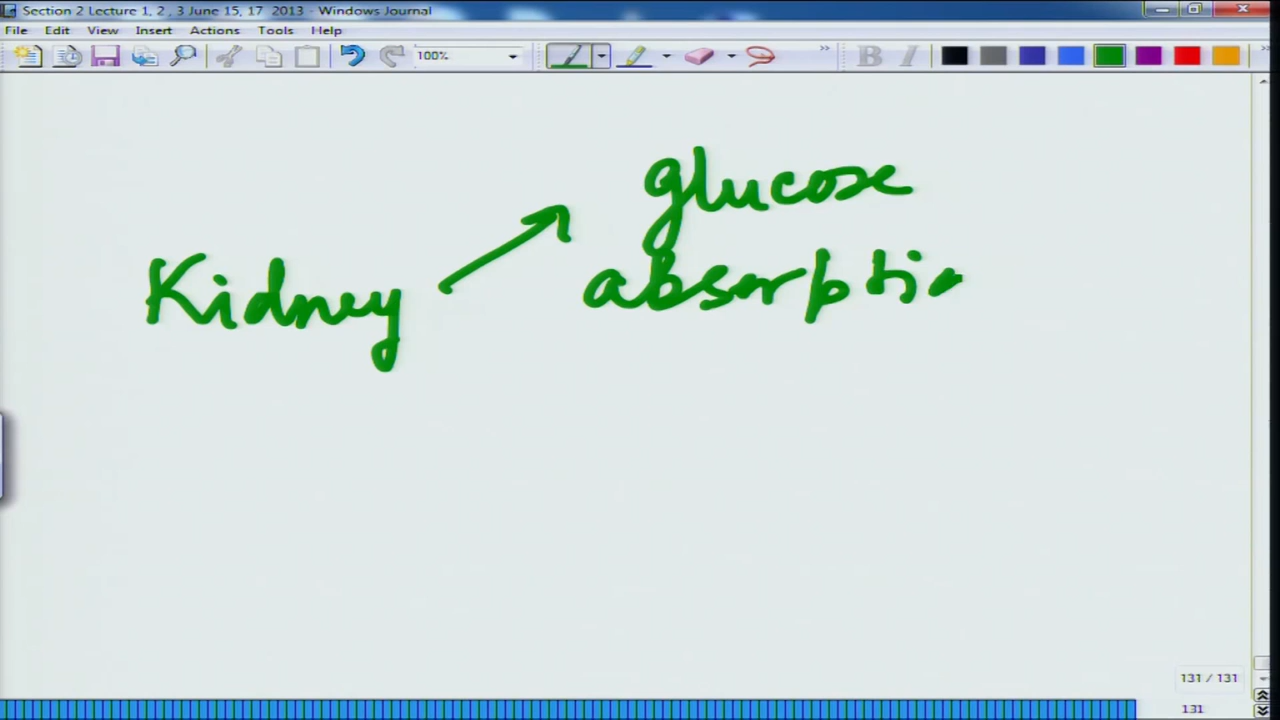 Section 2 Lecture 1, 2 , 3 June 15, 17 2013 - Windows Journal
File Edit View Insert Actions Tools Help
100%
B I
glucose
Kidney
absorptio
131 / 131
131